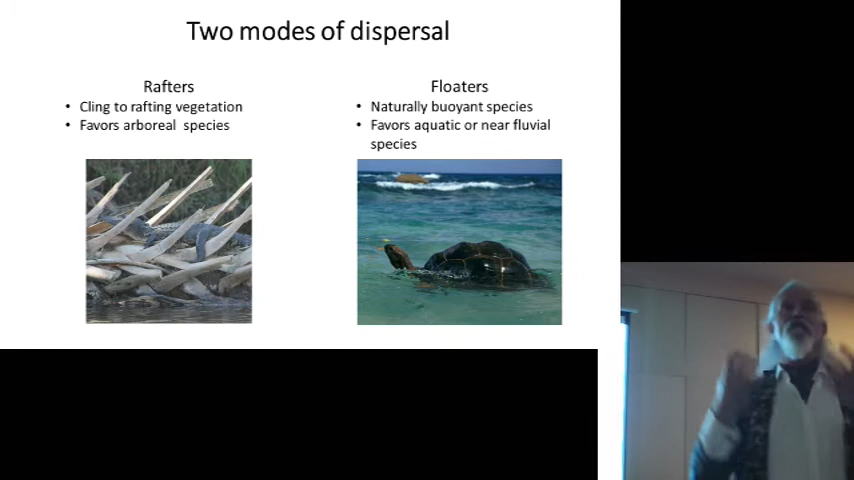 Two modes of dispersal
Rafters
• Cling to rafting vegetation
• Favors arboreal species
Floaters
• Naturally buoyant species
• Favors aquatic or near fluvial
species